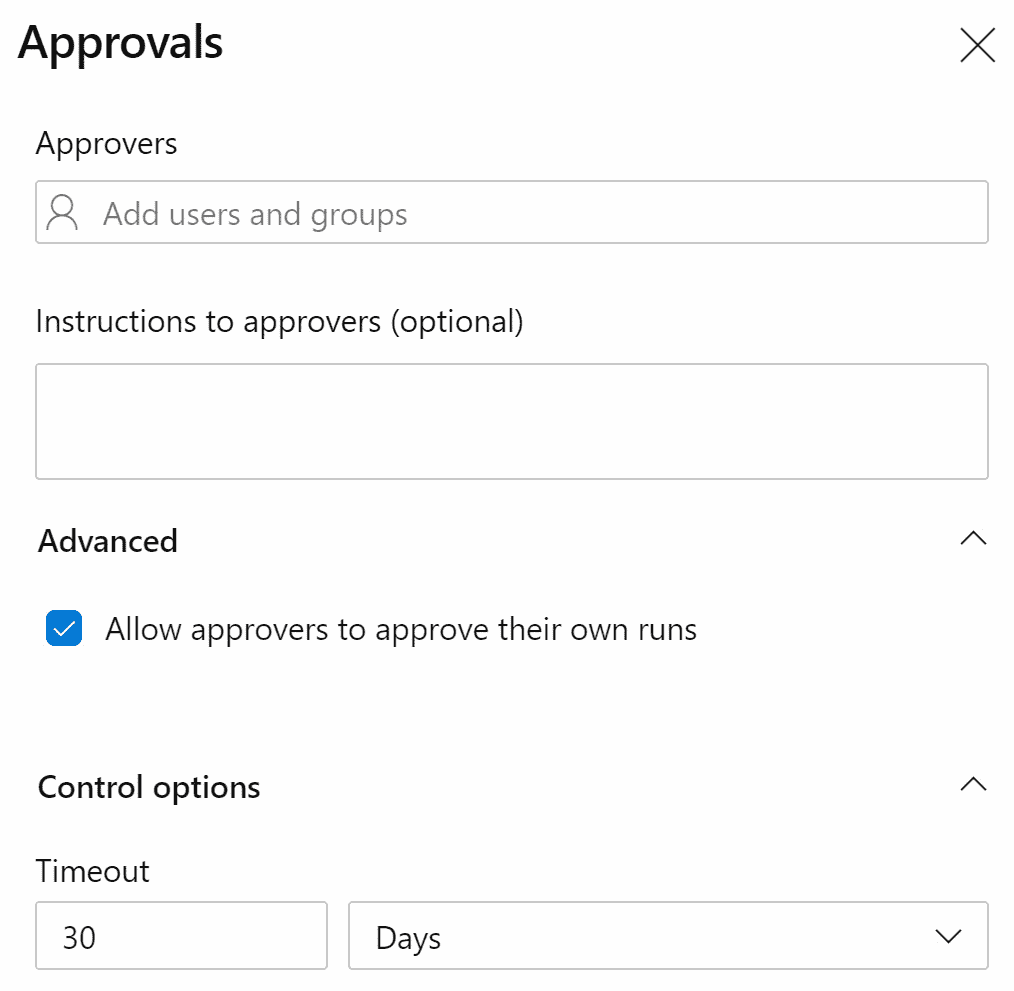 Approvals
Approvers
Add users and groups
Instructions to approvers (optional)
Advanced
Allow approvers to approve their own runs
Control options
Timeout
30 Days